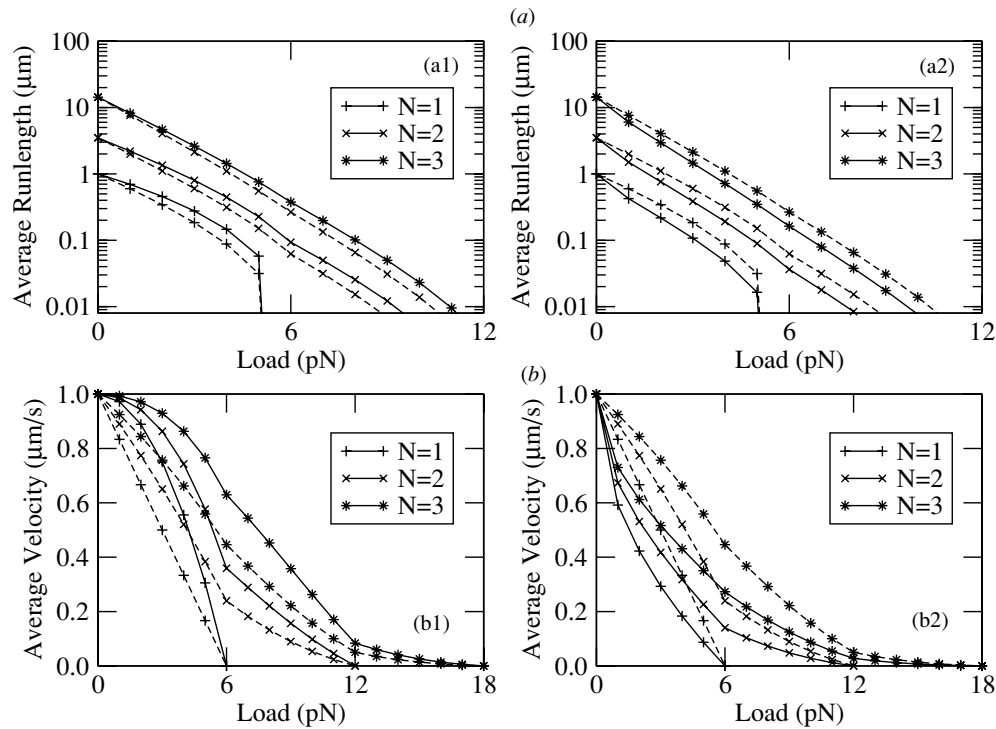 (a)
100
10
1
0.1
0.01
Average Runlength (μm)
(a1)
N=1
N=2
N=3
0 6 12
Load (pN)
100
10
1
0.1
0.01
Average Runlength (μm)
(a2)
N=1
N=2
N=3
0 6 12
Load (pN)
(b)
1.0
0.8
0.6
0.4
0.2
0.0
Average Velocity (μm/s)
N=1
N=2
N=3
(b1)
0 6 12 18
Load (pN)
1.0
0.8
0.6
0.4
0.2
0.0
Average Velocity (μm/s)
N=1
N=2
N=3
(b2)
0 6 12 18
Load (pN)